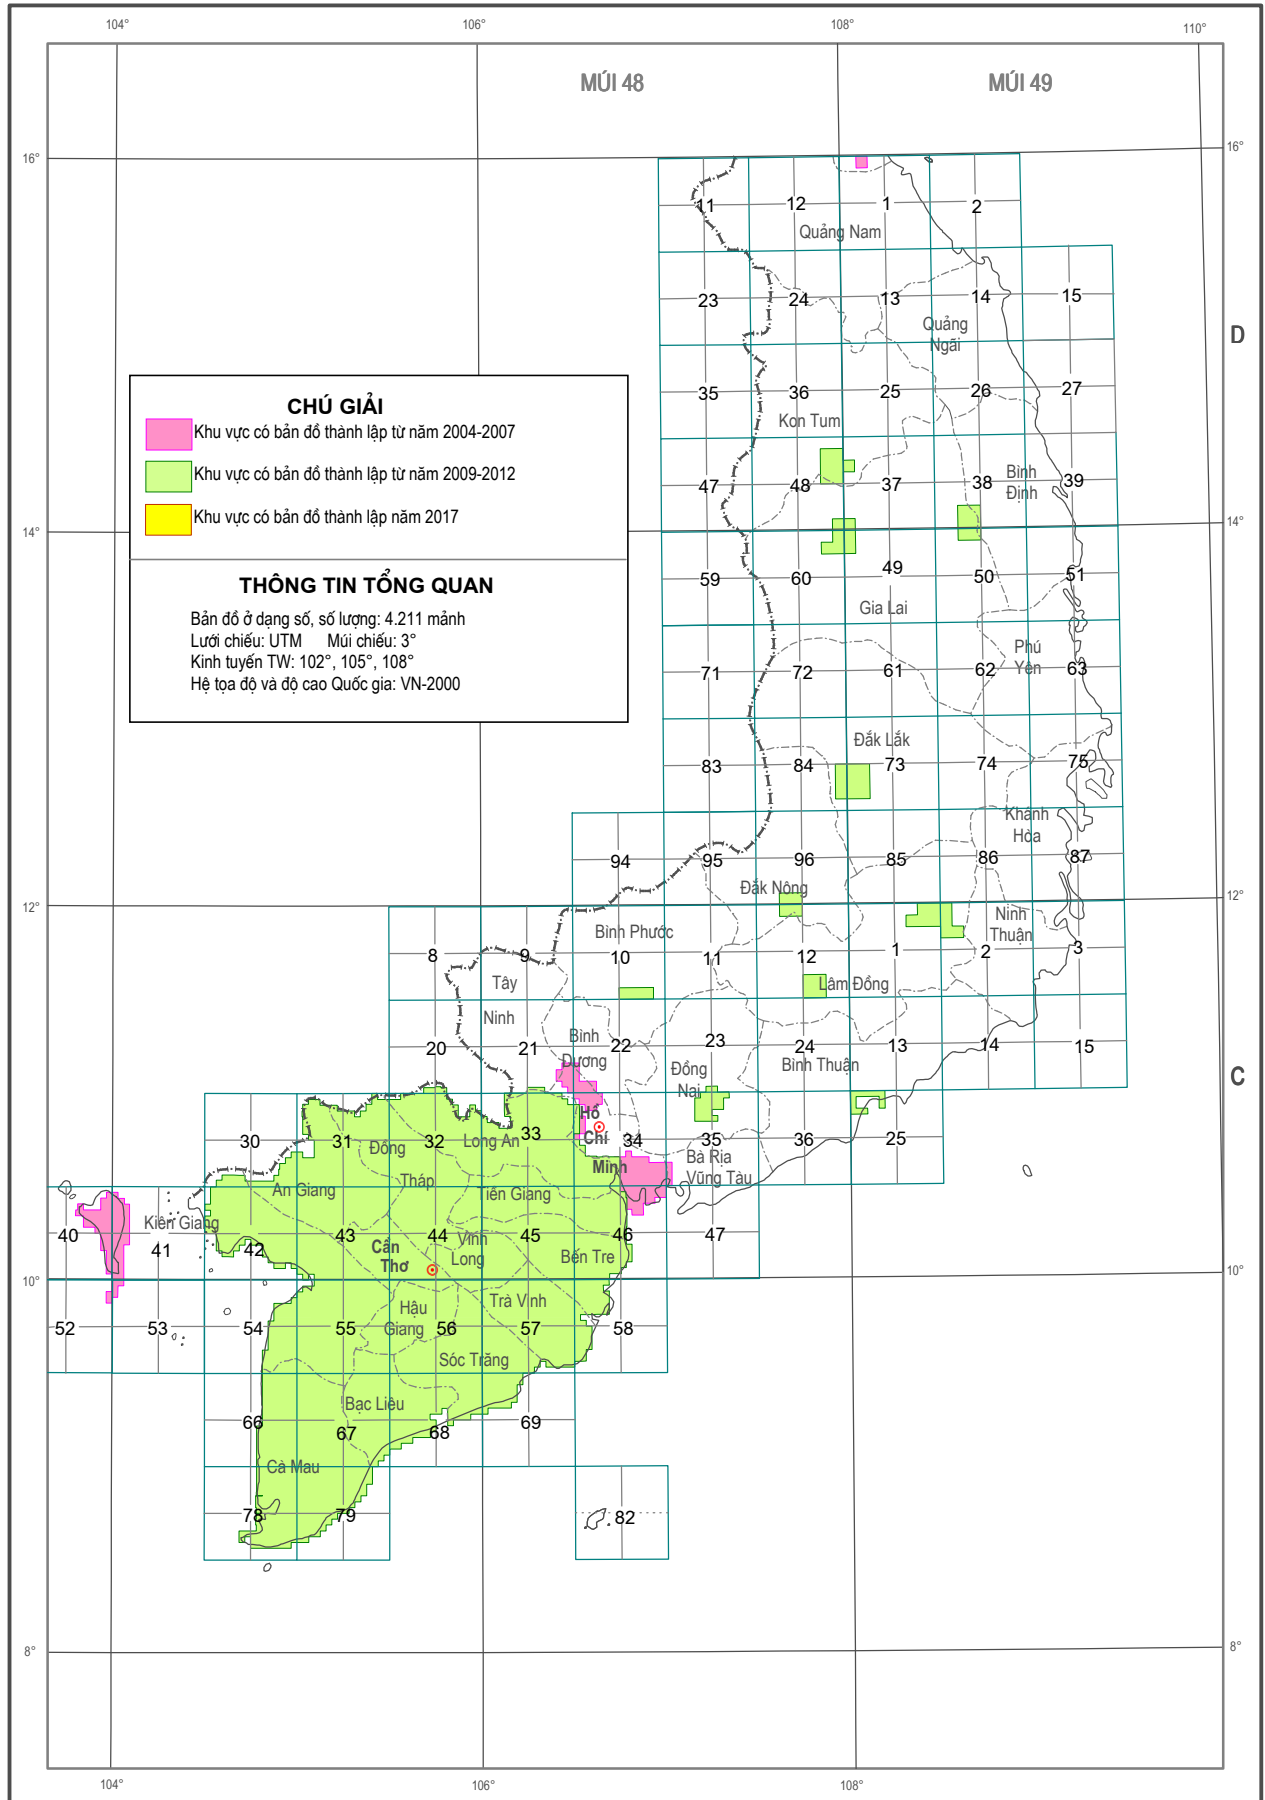 104°
106°
108°
110°
MÚI 48
MÚI 49
16°
16°
11
12
1
2
Quảng Nam
23
24
13
14
15
Quảng
Ngãi
D
35
36
25
26
27
Kon Tum
CHÚ GIẢI
Khu vực có bản đồ thành lập từ năm 2004-2007
Khu vực có bản đồ thành lập từ năm 2009-2012
Khu vực có bản đồ thành lập năm 2017
THÔNG TIN TỔNG QUAN
Bản đồ ở dạng số, số lượng: 4.211 mảnh
Lưới chiếu: UTM Múi chiếu: 3°
Kinh tuyến TW: 102°, 105°, 108°
Hệ tọa độ và độ cao Quốc gia: VN-2000
47
48
37
38
39
Bình
Định
14°
14°
59
60
49
50
51
Gia Lai
Phú
Yên
71
72
61
62
63
Đắk Lắk
83
84
73
74
75
Khánh
Hòa
94
95
96
85
86
87
Đắk Nông
12°
12°
Ninh
Thuận
Bình Phước
8
9
10
11
12
1
2
3
Tây
Ninh
Lâm Đồng
20
21
22
23
24
13
14
15
Bình
Dương
Đồng
Nai
Bình Thuận
C
Hồ
Chí
Minh
30
31
32
33
34
35
36
25
Đồng
Tháp
Long An
Bà Rịa
Vũng Tàu
An Giang
Tiền Giang
Kiên Giang
40
41
42
43
44
45
46
47
Cần
Thơ
Vĩnh
Long
Bến Tre
10°
10°
Hậu
Giang
Trà Vinh
52
53
54
55
56
57
58
Sóc Trăng
Bạc Liêu
66
67
68
69
Cà Mau
78
79
82
8°
8°
104°
106°
108°